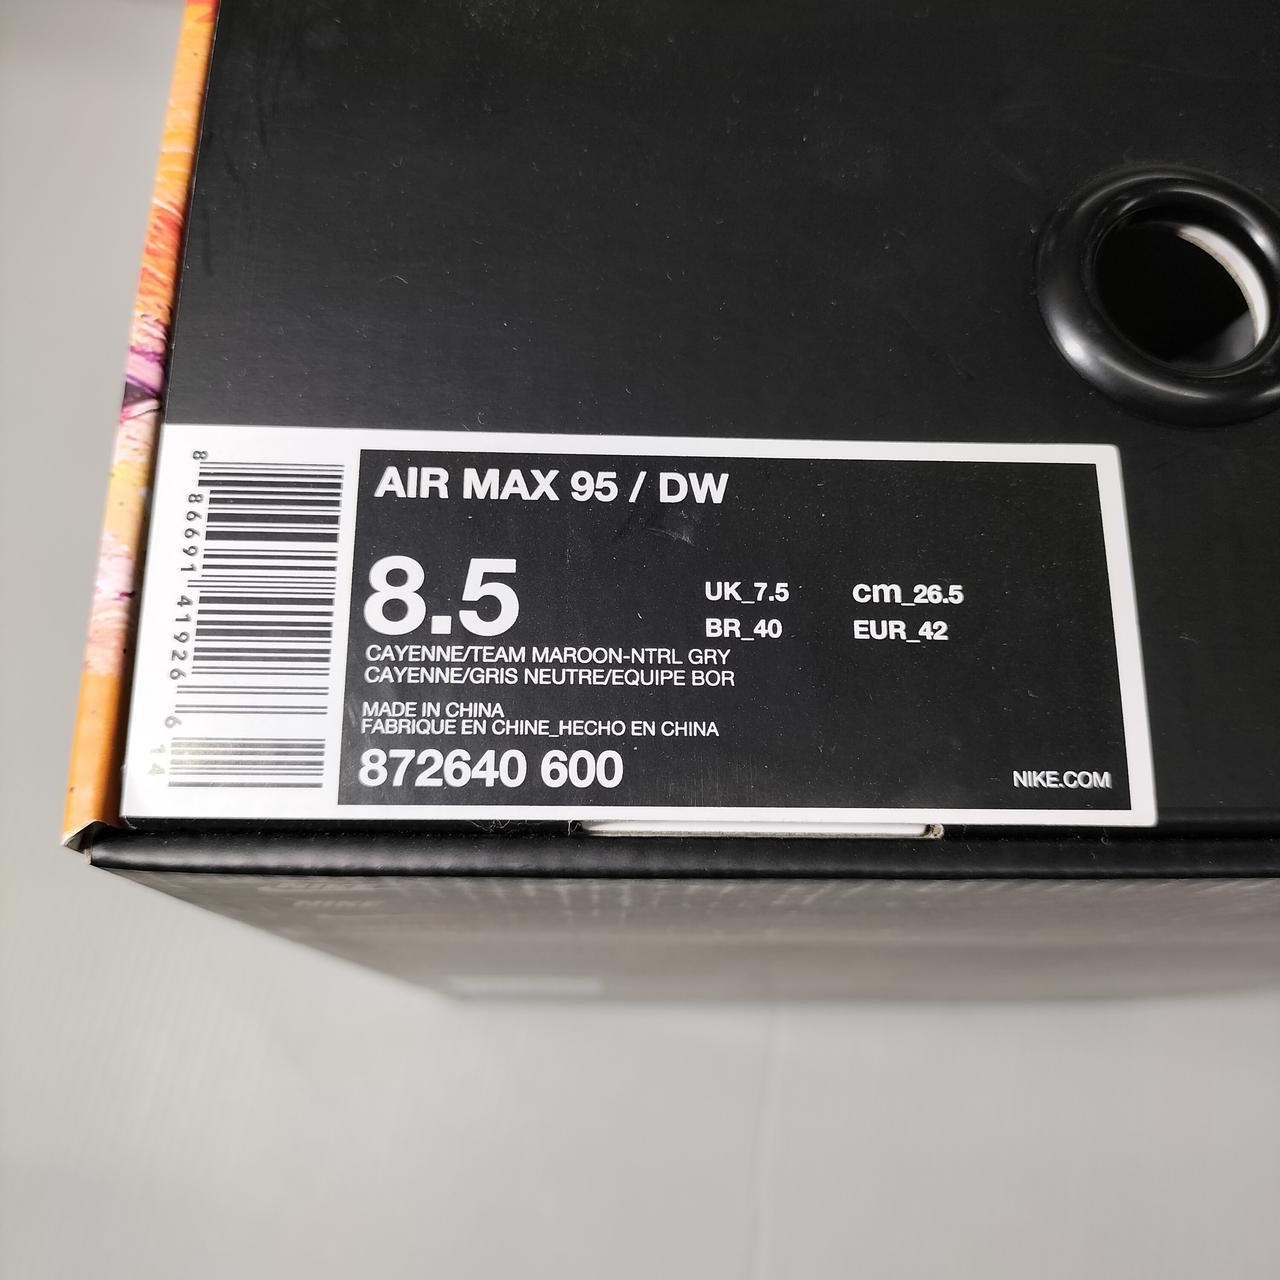 AIR MAX 95 / DW
8.5
UK_7.5 cm_26.5
BR_40 EUR_42
CAYENNE/TEAM MAROON-NTRL GRY
CAYENNE/GRIS NEUTRE/EQUIPE BOR
MADE IN CHINA
FABRIQUE EN CHINE_HECHO EN CHINA
872640 600
NIKE.COM
8 86691 41926 6 14
NIKE